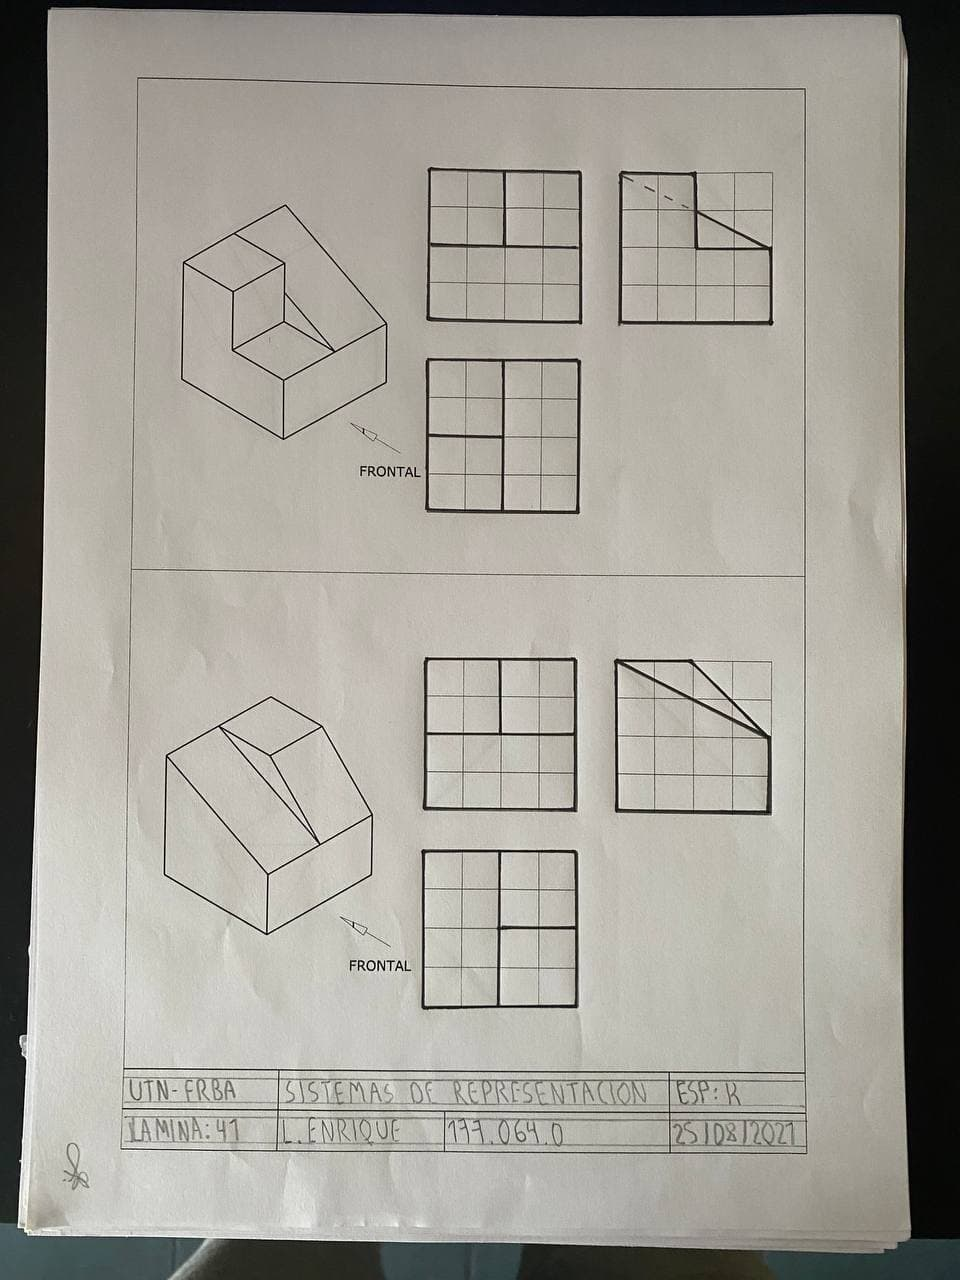 FRONTAL
FRONTAL
UTN-FRBA SISTEMAS DE REPRESENTACION ESP: K
LAMINA: 41 L. ENRIQUE 177.064.0 25/08/2021